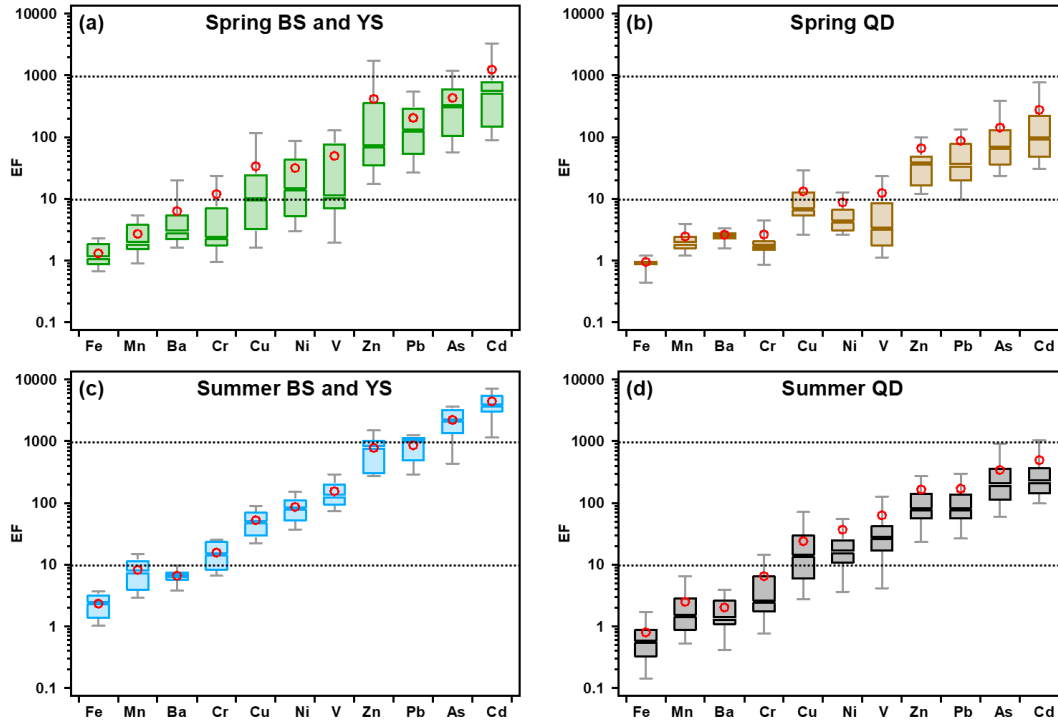 (a) Spring BS and YS
EF
10000
1000
100
10
1
0.1
Fe Mn Ba Cr Cu Ni V Zn Pb As Cd
(b) Spring QD
EF
10000
1000
100
10
1
0.1
Fe Mn Ba Cr Cu Ni V Zn Pb As Cd
(c) Summer BS and YS
EF
10000
1000
100
10
1
0.1
Fe Mn Ba Cr Cu Ni V Zn Pb As Cd
(d) Summer QD
EF
10000
1000
100
10
1
0.1
Fe Mn Ba Cr Cu Ni V Zn Pb As Cd